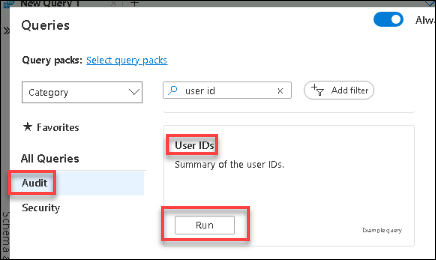 New Query 1
Queries
Alwa
Query packs: Select query packs
Category
user id
Add filter
Favorites
All Queries
Audit
Security
User IDs
Summary of the user IDs.
Run
Example query
Schema a